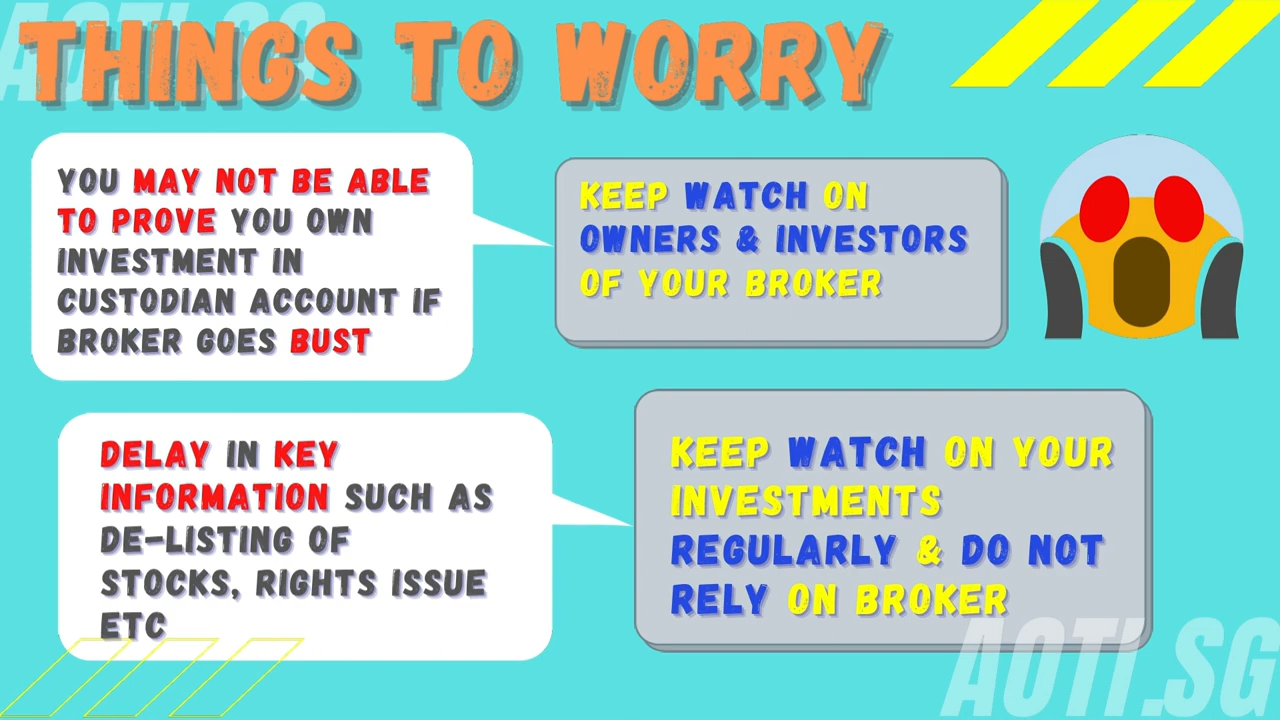 THINGS TO WORRY
YOU MAY NOT BE ABLE
TO PROVE YOU OWN
INVESTMENT IN
CUSTODIAN ACCOUNT IF
BROKER GOES BUST
KEEP WATCH ON
OWNERS & INVESTORS
OF YOUR BROKER
DELAY IN KEY
INFORMATION SUCH AS
DE-LISTING OF
STOCKS, RIGHTS ISSUE
ETC
KEEP WATCH ON YOUR
INVESTMENTS
REGULARLY & DO NOT
RELY ON BROKER
AOTI.SG